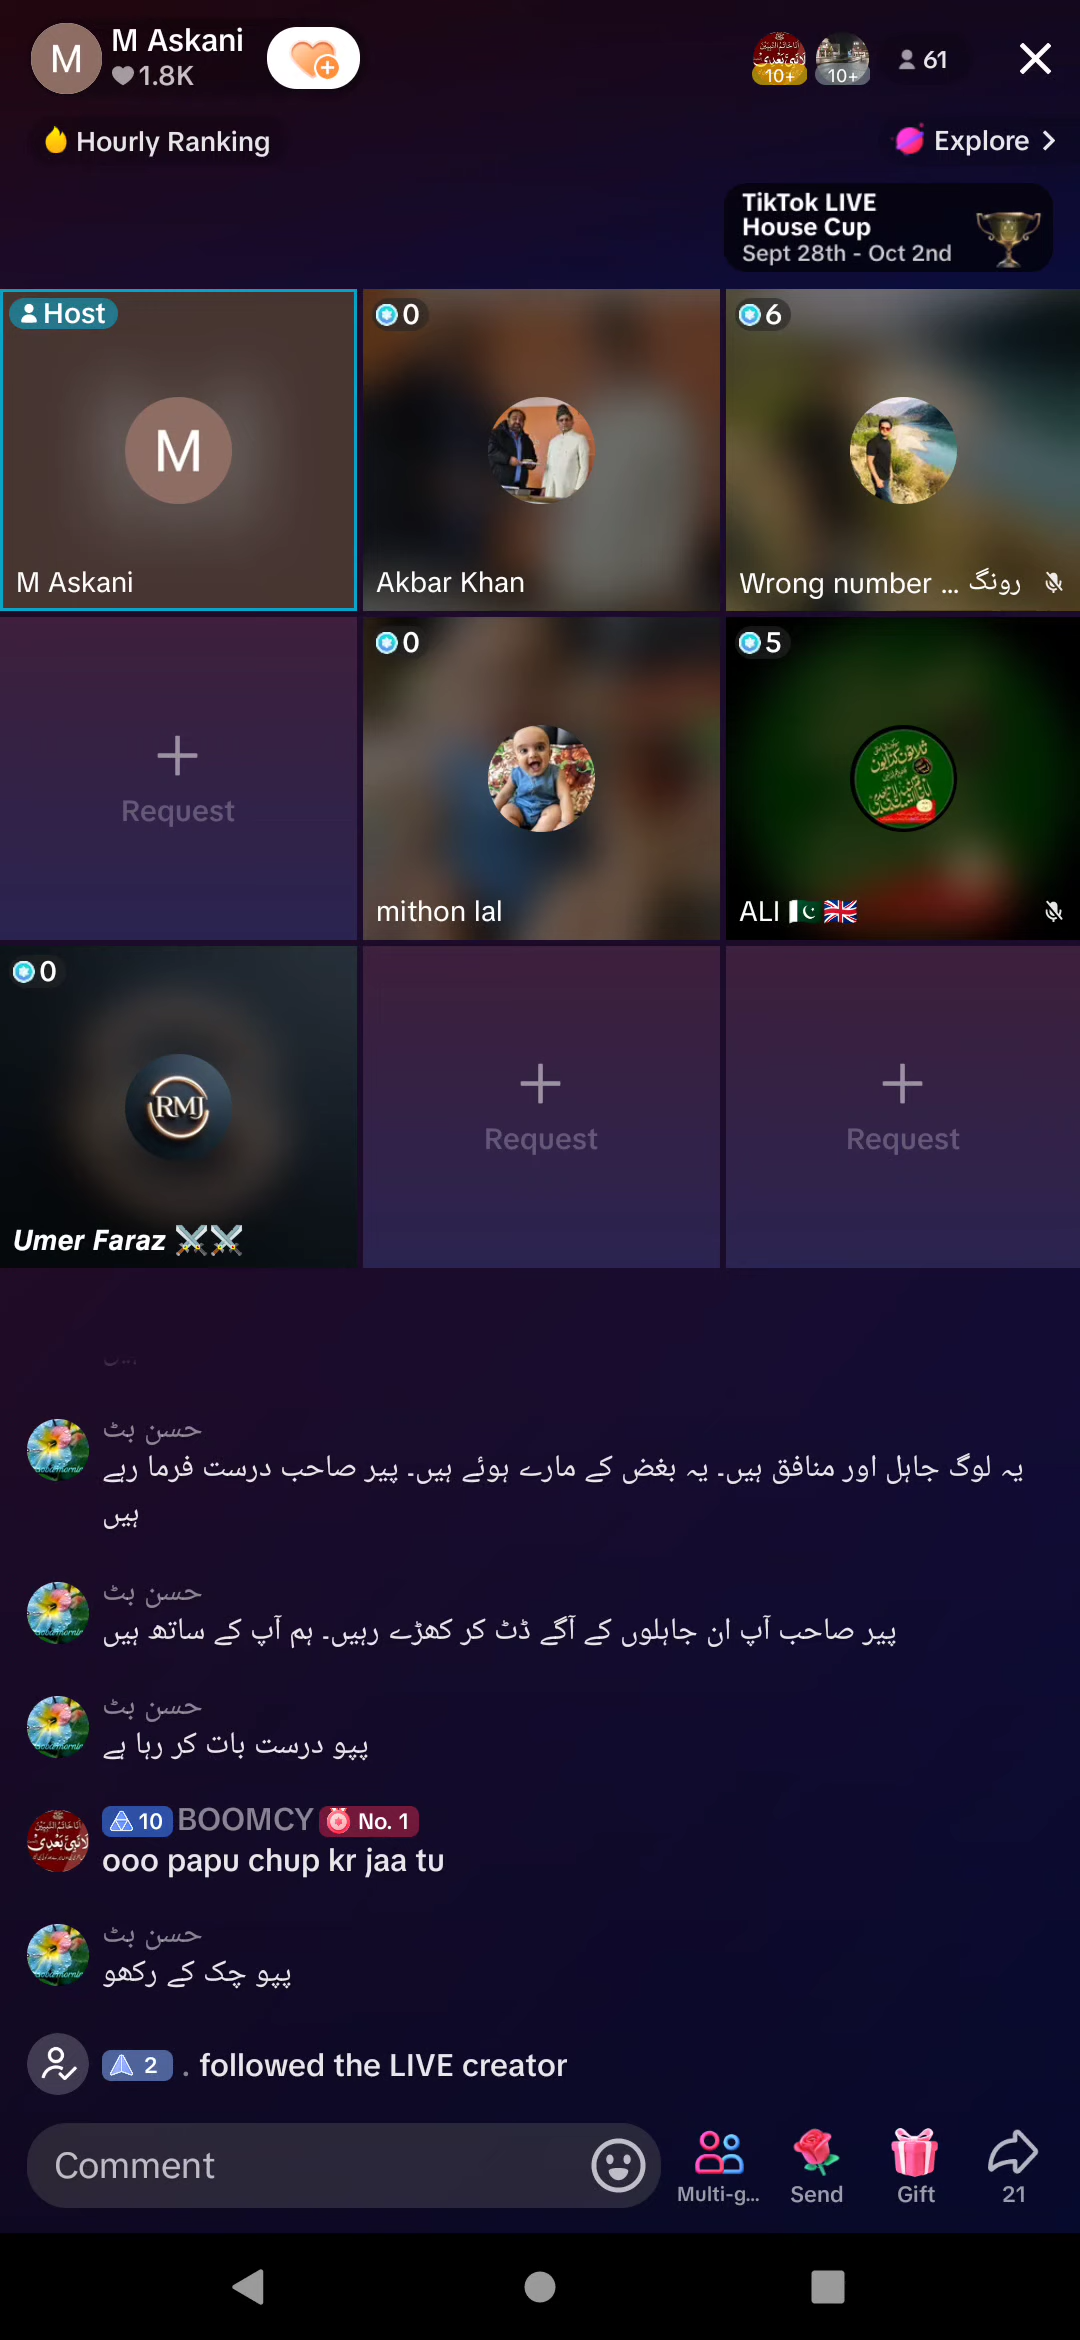 M
M Askani
1.8K
10+
10+
61
Hourly Ranking
Explore
TikTok LIVE
House Cup
Sept 28th - Oct 2nd
Host
M
M Askani
0
Akbar Khan
6
Wrong number ... رونگ
Request
0
mithon lal
5
ALI
0
RMJ
Umer Faraz
Request
Request
ہیں
حسن بٹ
یہ لوگ جاہل اور منافق ہیں۔ یہ بغض کے مارے ہوئے ہیں۔ پیر صاحب درست فرما رہے
ہیں
حسن بٹ
پیر صاحب آپ ان جاہلوں کے آگے ڈٹ کر کھڑے رہیں۔ ہم آپ کے ساتھ ہیں
حسن بٹ
پپو درست بات کر رہا ہے
10 BOOMCY No. 1
ooo papu chup kr jaa tu
حسن بٹ
پپو چک کے رکھو
2 . followed the LIVE creator
Comment
Multi-g...
Send
Gift
21